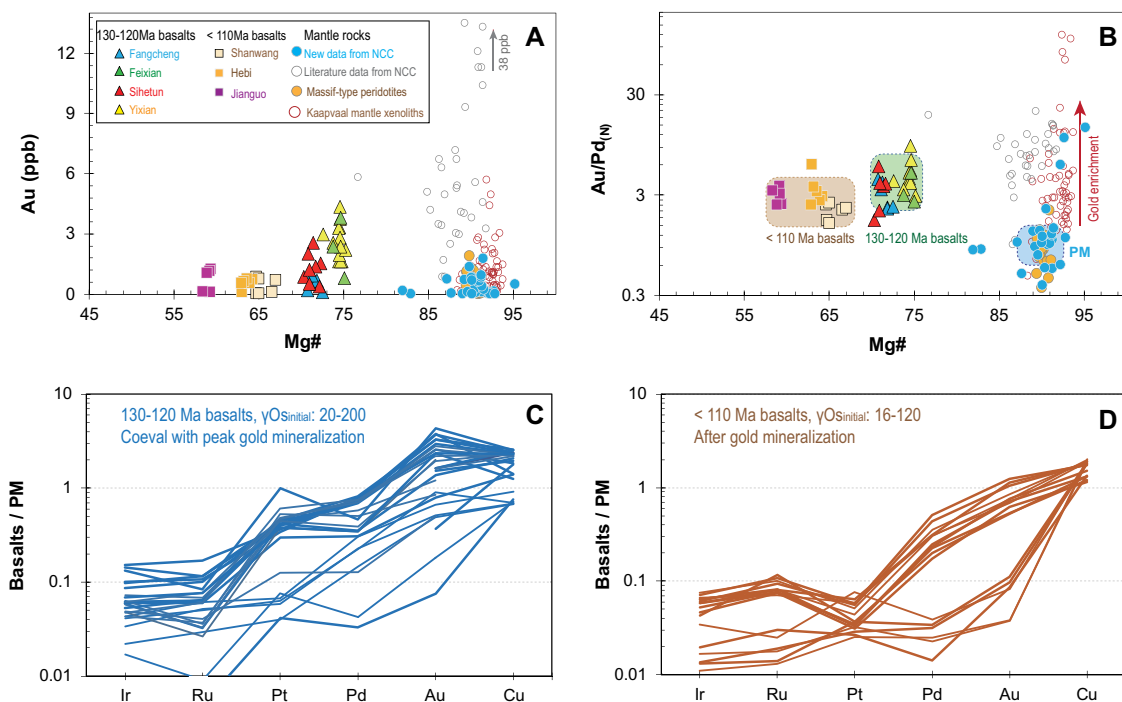 A
Au (ppb)
12
9
6
3
0
45
55
65
75
85
95
Mg#
130-120Ma basalts
Fangcheng
Feixian
Sihetun
Yixian
< 110Ma basalts
Shanwang
Hebi
Jianguo
Mantle rocks
New data from NCC
Literature data from NCC
Massif-type peridotites
Kaapvaal mantle xenoliths
38 ppb
B
Au/Pd(N)
30
3
0.3
45
55
65
75
85
95
Mg#
< 110 Ma basalts
130-120 Ma basalts
PM
Gold enrichment
C
130-120 Ma basalts, γOsinitial: 20-200
Coeval with peak gold mineralization
Basalts / PM
10
1
0.1
0.01
Ir
Ru
Pt
Pd
Au
Cu
D
< 110 Ma basalts, γOsinitial: 16-120
After gold mineralization
Basalts / PM
10
1
0.1
0.01
Ir
Ru
Pt
Pd
Au
Cu